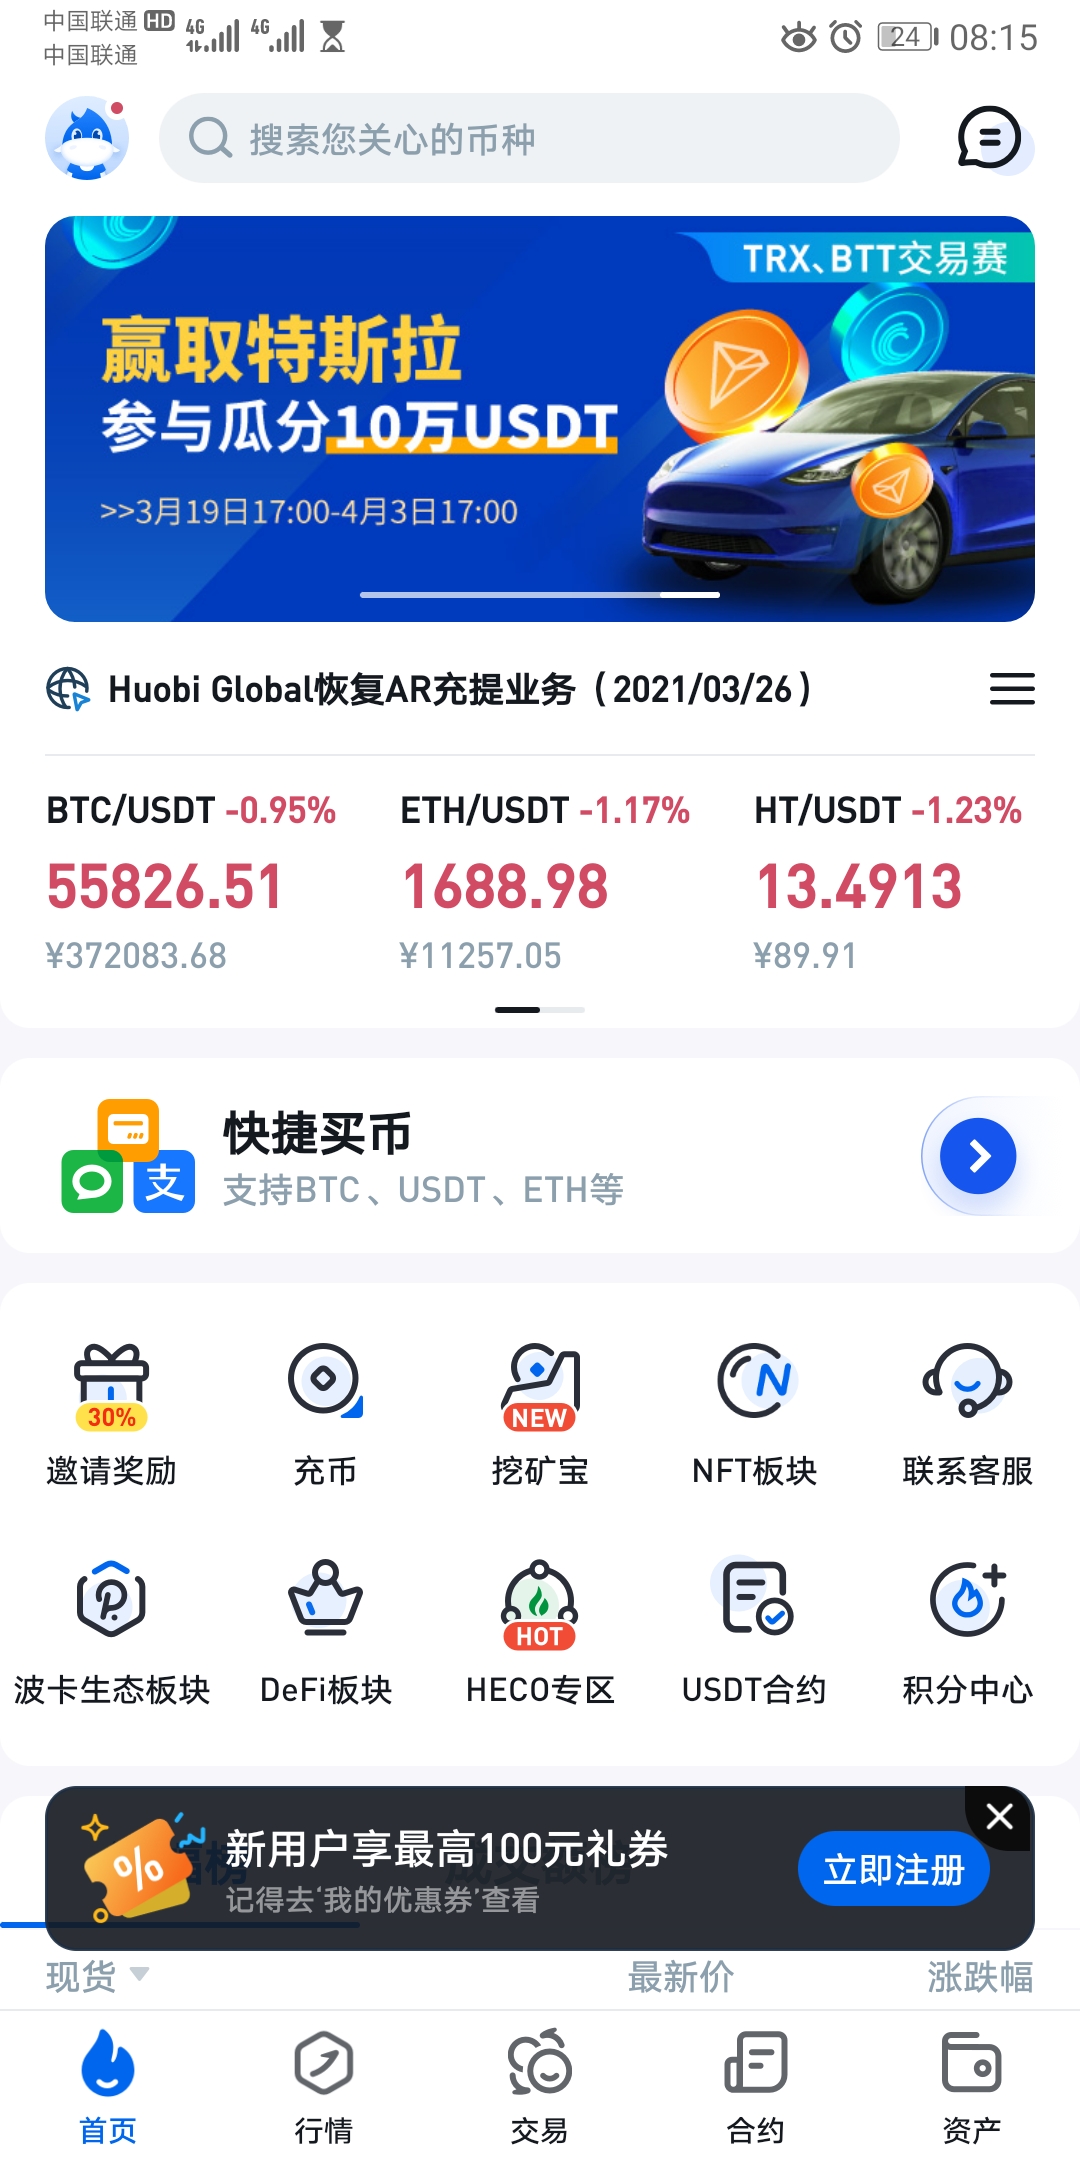 中国联通 HD 4G 4G 24 08:15
中国联通
搜索您关心的币种
TRX、BTT交易赛
赢取特斯拉
参与瓜分10万USDT
>>3月19日17:00-4月3日17:00
Huobi Global恢复AR充提业务（2021/03/26）
BTC/USDT -0.95% ETH/USDT -1.17% HT/USDT -1.23%
55826.51 1688.98 13.4913
¥372083.68 ¥11257.05 ¥89.91
快捷买币
支
支持BTC、USDT、ETH等
30% NEW
邀请奖励 充币 挖矿宝 NFT板块 联系客服
HOT
波卡生态板块 DeFi板块 HECO专区 USDT合约 积分中心
%
新用户享最高100元礼券
立即注册
记得去‘我的优惠券’查看
现货 最新价 涨跌幅
首页 行情 交易 合约 资产